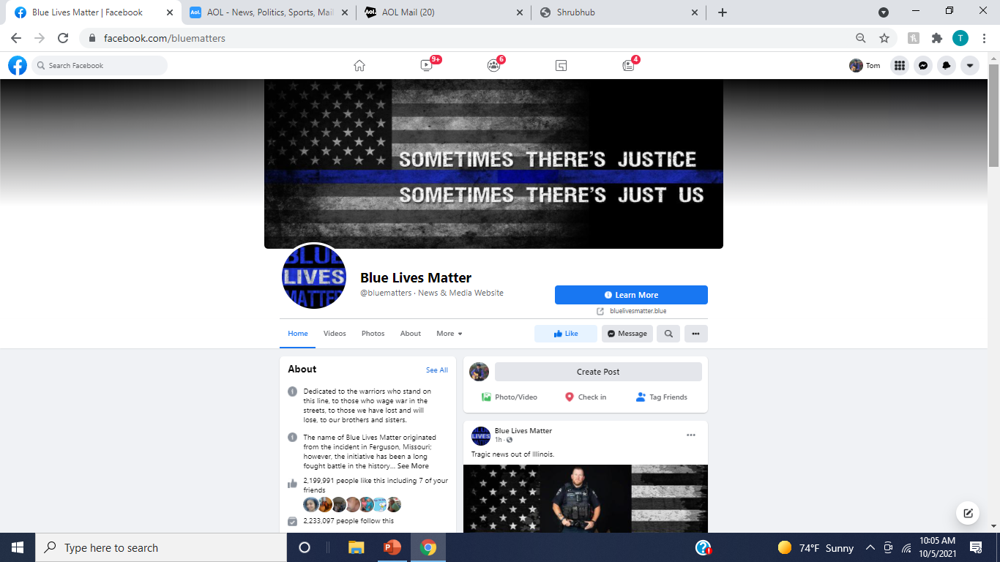 Blue Lives Matter | Facebook
AOL - News, Politics, Sports, Mail
Aol.
AOL Mail (20)
Aol.
Shrubhub
facebook.com/bluematters
T
Search Facebook
9+
6
4
Tom
SOMETIMES THERE'S JUSTICE
SOMETIMES THERE'S JUST US
BLUE
LIVES
MATTER
Blue Lives Matter
@bluematters · News & Media Website
Learn More
bluelivesmatter.blue
Home
Videos
Photos
About
More
Like
Message
About
See All
Dedicated to the warriors who stand on
this line, to those who wage war in the
streets, to those we have lost and will
lose, to our brothers and sisters.
The name of Blue Lives Matter originated
from the incident in Ferguson, Missouri;
however, the initiative has been a long
fought battle in the history... See More
2,199,991 people like this including 7 of your
friends
2,233,097 people follow this
Create Post
Photo/Video
Check in
Tag Friends
LIVES
Blue Lives Matter
1h ·
Tragic news out of Illinois.
Type here to search
74°F Sunny
10:05 AM
10/5/2021